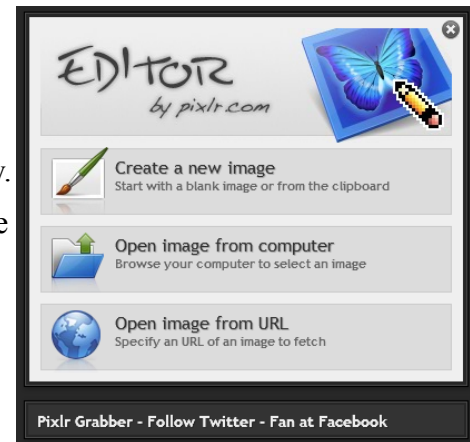 EDITOR
by pixlr.com
Create a new image
Start with a blank image or from the clipboard
Open image from computer
Browse your computer to select an image
Open image from URL
Specify an URL of an image to fetch
Pixlr Grabber - Follow Twitter - Fan at Facebook